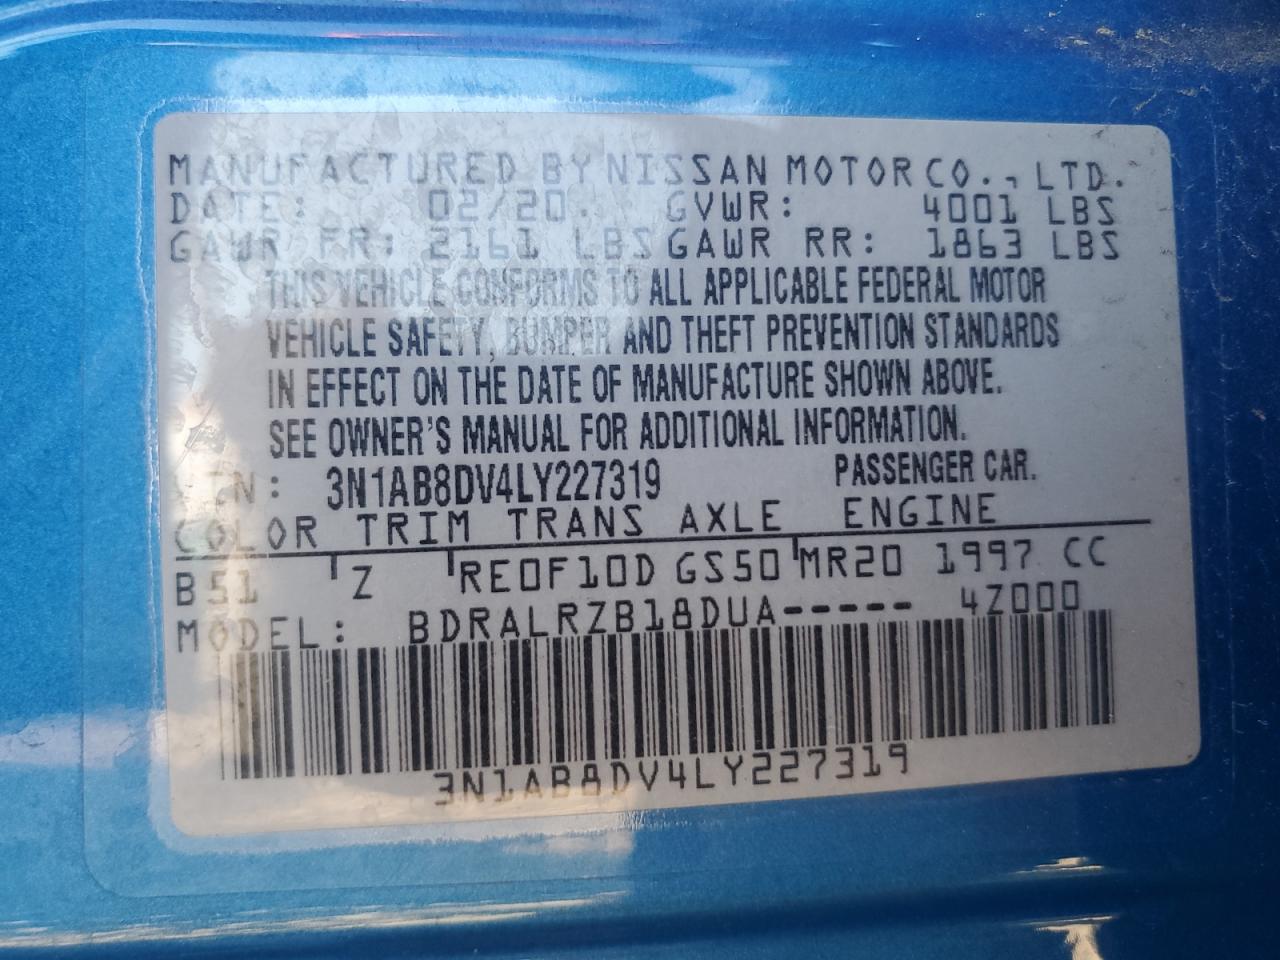 MANUFACTURED BY NISSAN MOTOR CO., LTD.
DATE: 02/20 GVWR: 4001 LBS
GAWR FR: 2161 LBS GAWR RR: 1863 LBS
THIS VEHICLE CONFORMS TO ALL APPLICABLE FEDERAL MOTOR
VEHICLE SAFETY, BUMPER AND THEFT PREVENTION STANDARDS
IN EFFECT ON THE DATE OF MANUFACTURE SHOWN ABOVE.
SEE OWNER'S MANUAL FOR ADDITIONAL INFORMATION.
VIN: 3N1AB8DV4LY227319 PASSENGER CAR.
COLOR TRIM TRANS AXLE ENGINE
B51 Z RE0F10D GS50 MR20 1997 CC
MODEL: BDRALRZB18DUA----- 4Z000
3N1AB8DV4LY227319